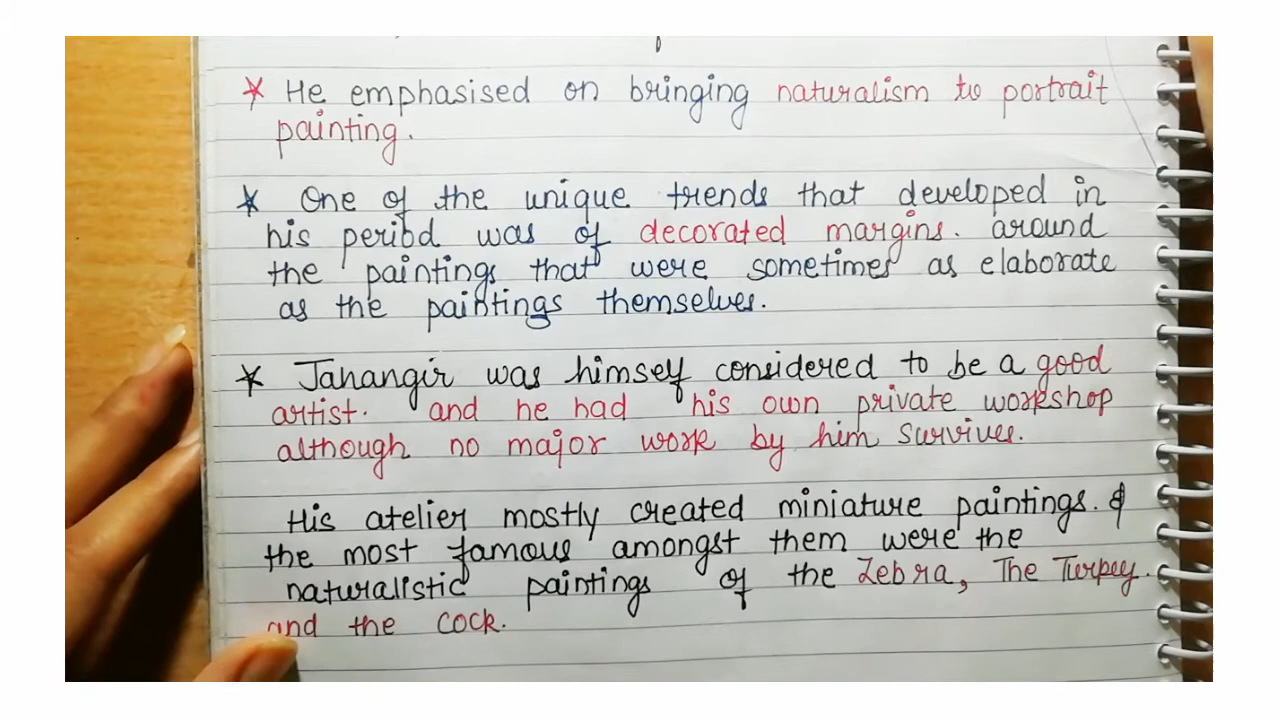 * He emphasised on bringing naturalism to portrait
painting.
* One of the unique trends that developed in
his period was of decorated margins. around
the paintings that were sometimes as elaborate
as the paintings themselves.
* Jahangir was himself considered to be a good
artist. and he had his own private workshop
although no major work by him survives.
His atelier mostly created miniature paintings. &
the most famous amongst them were the
naturalistic paintings of the Zebra, The Turpey.
and the cock.